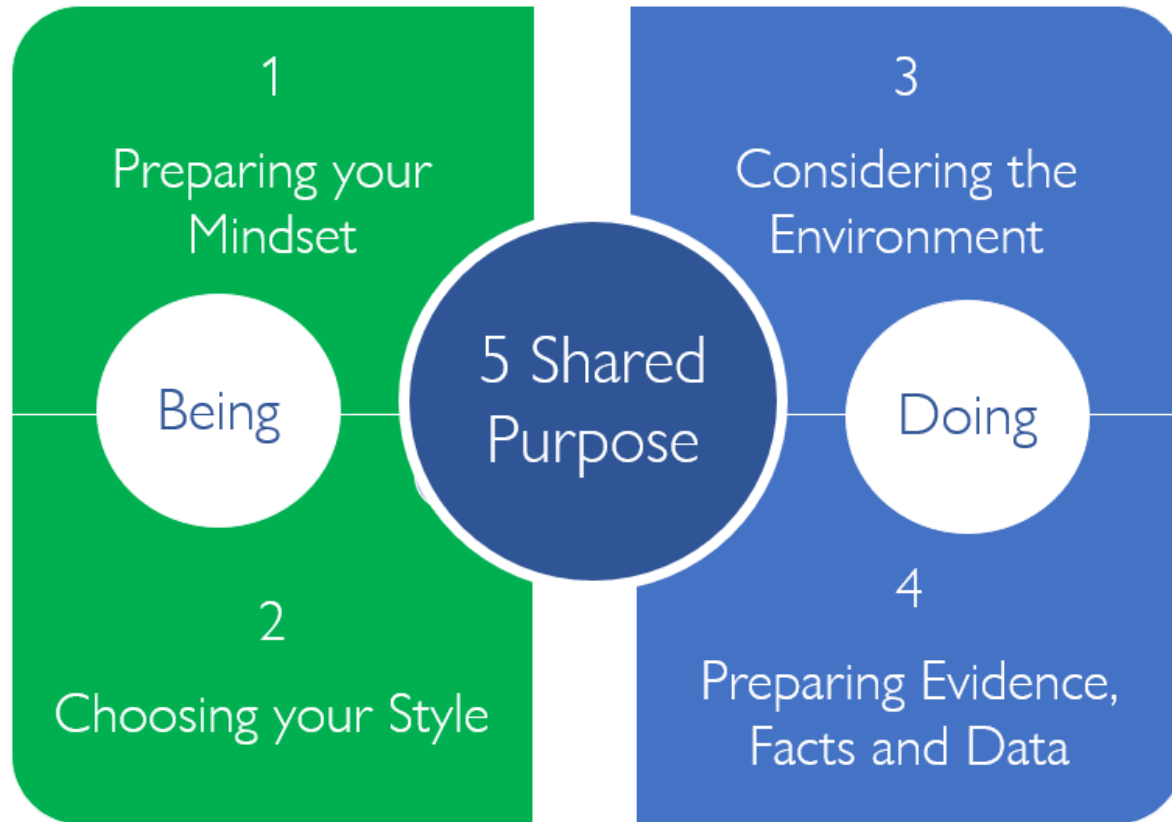 1
Preparing your
Mindset
Being
2
Choosing your Style
5 Shared
Purpose
3
Considering the
Environment
Doing
4
Preparing Evidence,
Facts and Data